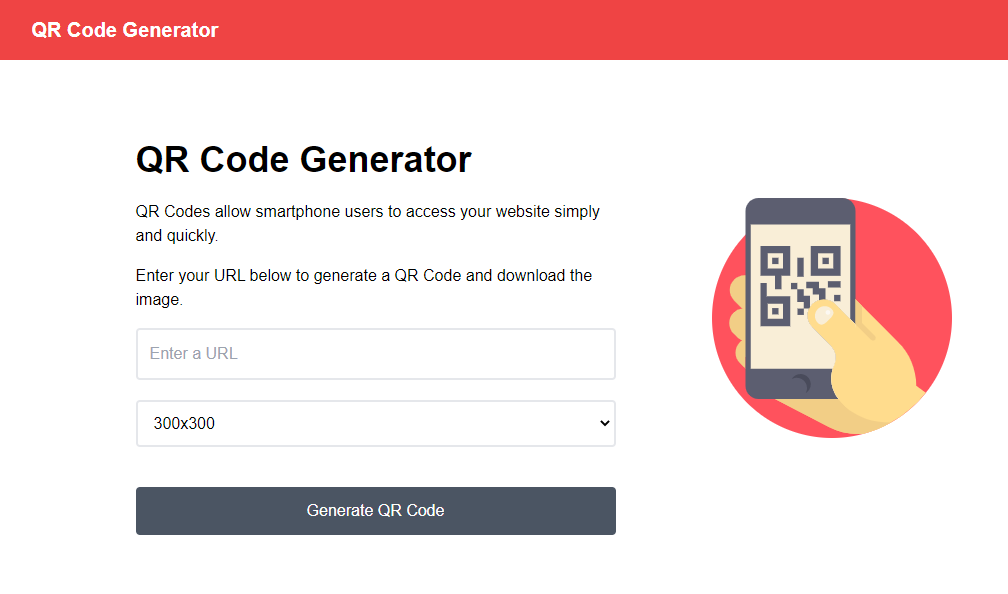 QR Code Generator
QR Code Generator
QR Codes allow smartphone users to access your website simply
and quickly.
Enter your URL below to generate a QR Code and download the
image.
Enter a URL
300x300
Generate QR Code